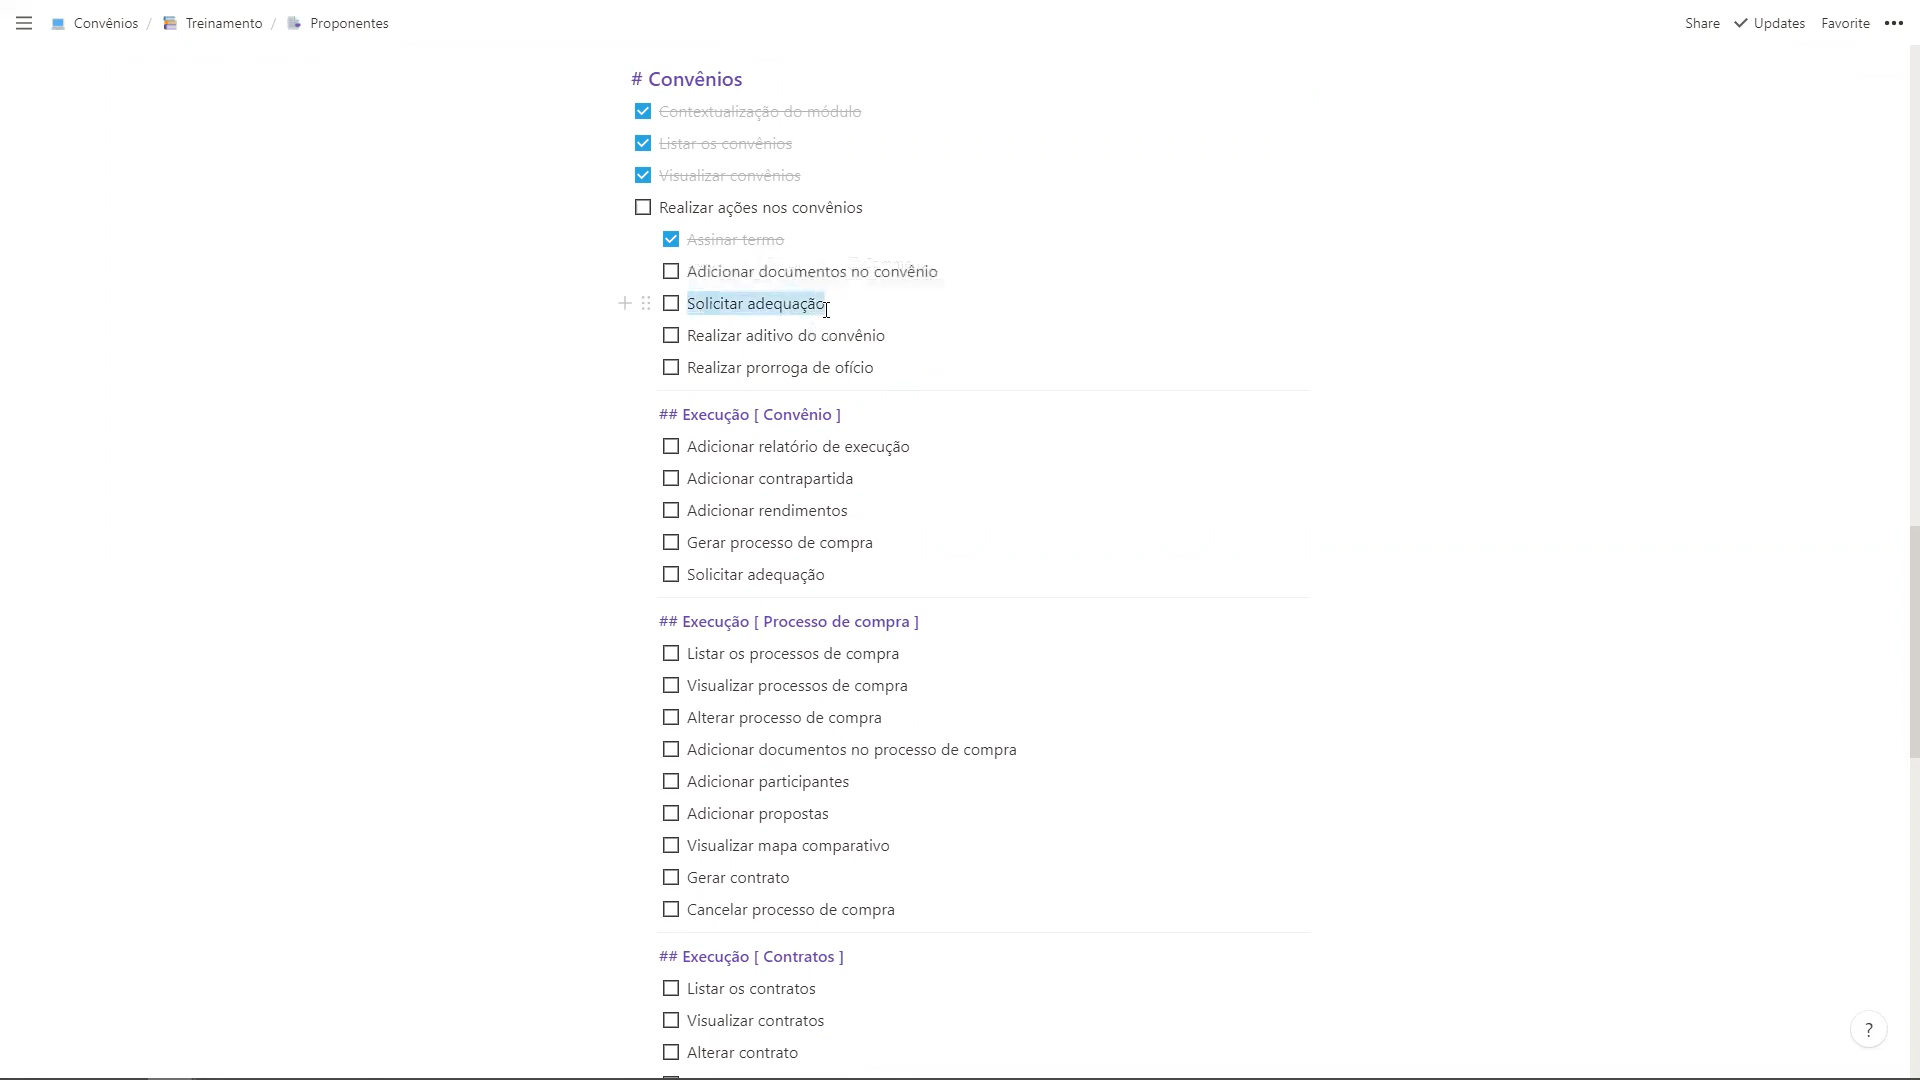 Convênios / Treinamento / Proponentes
Share Updates Favorite
# Convênios
Contextualização do módulo
Listar os convênios
Visualizar convênios
Realizar ações nos convênios
Assinar termo
Adicionar documentos no convênio
Solicitar adequação
Realizar aditivo do convênio
Realizar prorroga de ofício
## Execução [ Convênio ]
Adicionar relatório de execução
Adicionar contrapartida
Adicionar rendimentos
Gerar processo de compra
Solicitar adequação
## Execução [ Processo de compra ]
Listar os processos de compra
Visualizar processos de compra
Alterar processo de compra
Adicionar documentos no processo de compra
Adicionar participantes
Adicionar propostas
Visualizar mapa comparativo
Gerar contrato
Cancelar processo de compra
## Execução [ Contratos ]
Listar os contratos
Visualizar contratos
Alterar contrato
?